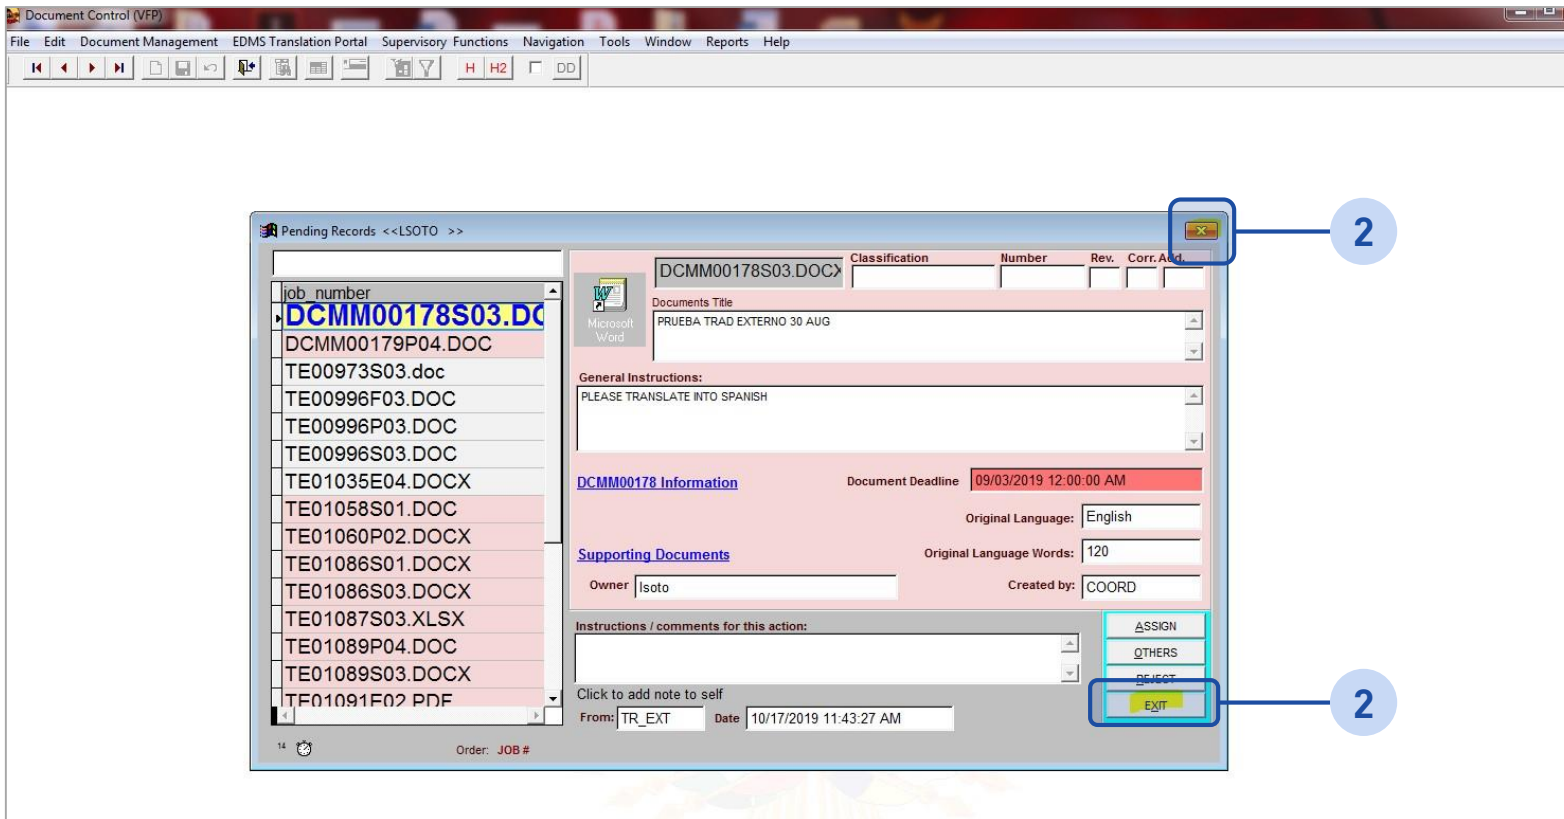 Document Control (VFP)
File Edit Document Management EDMS Translation Portal Supervisory Functions Navigation Tools Window Reports Help
H H2 DD
Pending Records <<LSOTO >>
2
job_number
DCMM00178S03.DO
DCMM00179P04.DOC
TE00973S03.doc
TE00996F03.DOC
TE00996P03.DOC
TE00996S03.DOC
TE01035E04.DOCX
TE01058S01.DOC
TE01060P02.DOCX
TE01086S01.DOCX
TE01086S03.DOCX
TE01087S03.XLSX
TE01089P04.DOC
TE01089S03.DOCX
TE01091F02.PDF
14
Order: JOB #
Microsoft
Word
DCMM00178S03.DOCX
Classification Number Rev. Corr. Add.
Documents Title
PRUEBA TRAD EXTERNO 30 AUG
General Instructions:
PLEASE TRANSLATE INTO SPANISH
DCMM00178 Information
Document Deadline 09/03/2019 12:00:00 AM
Original Language: English
Supporting Documents
Original Language Words: 120
Owner lsoto
Created by: COORD
Instructions / comments for this action:
Click to add note to self
From: TR_EXT Date 10/17/2019 11:43:27 AM
ASSIGN
OTHERS
REJECT
EXIT
2